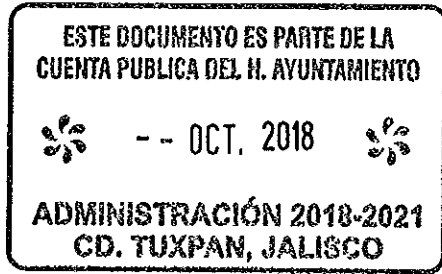 ESTE DOCUMENTO ES PARTE DE LA
CUENTA PUBLICA DEL H. AYUNTAMIENTO
- - OCT. 2018
ADMINISTRACIÓN 2018-2021
CD. TUXPAN, JALISCO